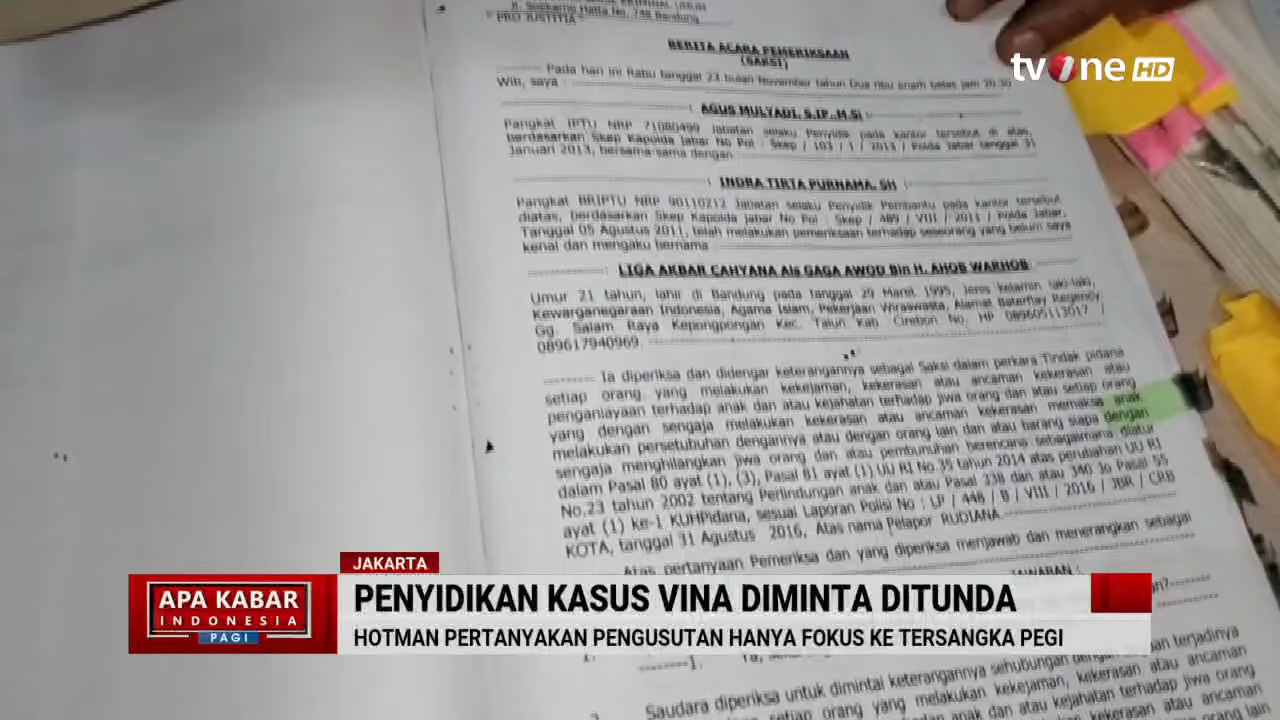 Jl. Soekarno Hatta No. 748 Bandung
" PRO JUSTITIA "
tvOne HD
BERITA ACARA PEMERIKSAAN
(SAKSI)
Pada hari ini Rabu tanggal 23 bulan November tahun Dua ribu enam belas jam 20.30
Wib, saya :
AGUS MULYADI, S.IP., M.Si
Pangkat IPTU NRP 71080499 Jabatan selaku Penyidik pada kantor tersebut di atas,
berdasarkan Skep Kapolda Jabar No Pol : Skep / 103 / I / 2013 / Polda Jabar tanggal 31
Januari 2013, bersama-sama dengan
INDRA TIRTA PURNAMA, SH
Pangkat BRIPTU NRP 90110212 Jabatan selaku Penyidik Pembantu pada kantor tersebut
diatas, berdasarkan Skep Kapolda Jabar No Pol : Skep / 489 / VIII / 2011 / Polda Jabar,
Tanggal 05 Agustus 2011, telah melakukan pemeriksaan terhadap seseorang yang belum saya
kenal dan mengaku bernama
LIGA AKBAR CAHYANA Als GAGA AWOD Bin H. AHOB WARHOB
Umur 21 tahun, lahir di Bandung pada tanggal 29 Maret 1995, Jenis kelamin laki-laki,
Kewarganegaraan Indonesia, Agama Islam, Pekerjaan Wiraswasta, Alamat Regency
Gg. Salam Raya Kepongpongan Kec. Talun Kab. Cirebon No. HP 089605113017 /
089617940969
Ia diperiksa dan didengar keterangannya sebagai Saksi dalam perkara Tindak pidana
setiap orang yang melakukan kekejaman, kekerasan atau ancaman kekerasan atau
penganiayaan terhadap anak dan atau kejahatan terhadap jiwa orang dan atau setiap orang
yang dengan sengaja melakukan kekerasan atau ancaman kekerasan memaksa anak
melakukan persetubuhan dengannya atau dengan orang lain dan atau barang siapa dengan
sengaja menghilangkan jiwa orang dan atau pembunuhan berencana sebagaimana diatur
dalam Pasal 80 ayat (1), (3), Pasal 81 ayat (1) UU RI No.35 tahun 2014 atas perubahan UU RI
No.23 tahun 2002 tentang Perlindungan anak dan atau Pasal 338 dan atau 340 Jo Pasal 55
ayat (1) ke-1 KUHPidana, sesuai Laporan Polisi No : LP / 448 / B / VIII / 2016 / JBR / CRB
KOTA, tanggal 31 Agustus 2016, Atas nama Pelapor RUDIANA
Atas pertanyaan Pemeriksa dan yang diperiksa menjawab dan menerangkan sebagai
JAWABAN :
JAKARTA
APA KABAR
INDONESIA
PAGI
PENYIDIKAN KASUS VINA DIMINTA DITUNDA
HOTMAN PERTANYAKAN PENGUSUTAN HANYA FOKUS KE TERSANGKA PEGI
1. Ya,
Saudara diperiksa untuk dimintai keterangannya sehubungan dengan terjadinya
setiap orang yang melakukan kekejaman, kekerasan atau ancaman
anak dan atau kejahatan terhadap jiwa orang
kekerasan atau ancaman
orang lain